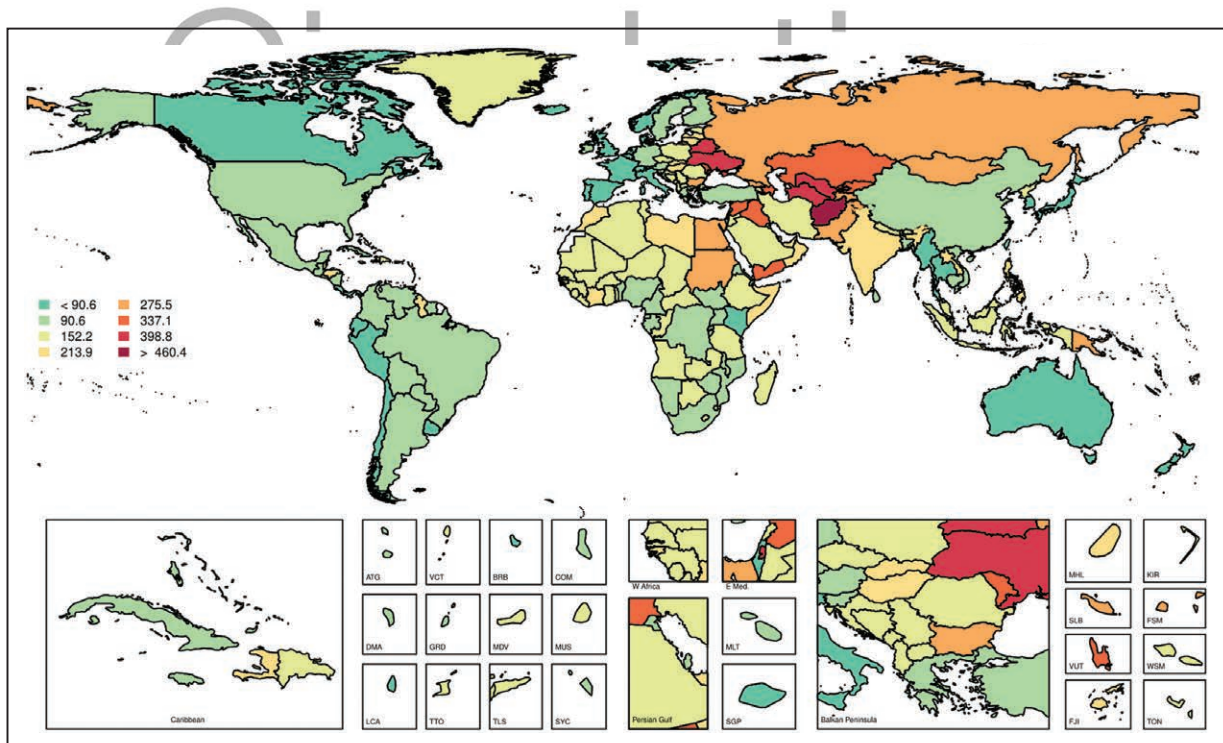 < 90.6 275.5
90.6 337.1
152.2 398.8
213.9 > 460.4
Caribbean
ATG
VCT
BRB
COM
DMA
GRD
MDV
MUS
LCA
TTO
TLS
SYC
W Africa
E Med.
Persian Gulf
MLT
SGP
Balkan Peninsula
MHL
KIR
SLB
FSM
VUT
WSM
FJI
TON